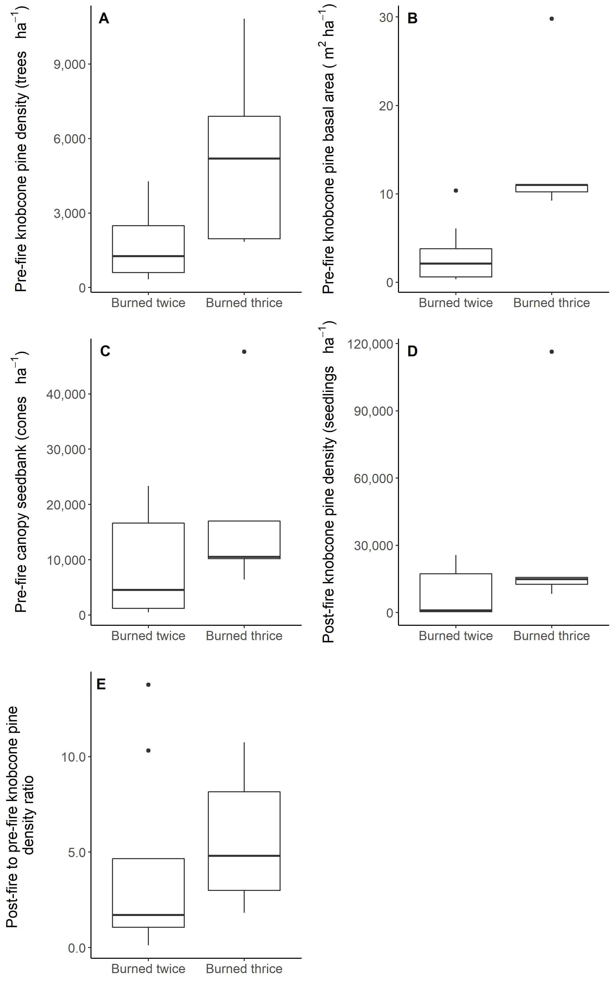 Pre-fire knobcone pine density (trees ha⁻¹)
A
9,000
6,000
3,000
0
Burned twice Burned thrice
Pre-fire knobcone pine basal area ( m² ha⁻¹)
B
30
20
10
0
Burned twice Burned thrice
Pre-fire canopy seedbank (cones ha⁻¹)
C
40,000
30,000
20,000
10,000
0
Burned twice Burned thrice
Post-fire knobcone pine density (seedlings ha⁻¹)
D
120,000
90,000
60,000
30,000
0
Burned twice Burned thrice
Post-fire to pre-fire knobcone pine
density ratio
E
10.0
5.0
0.0
Burned twice Burned thrice